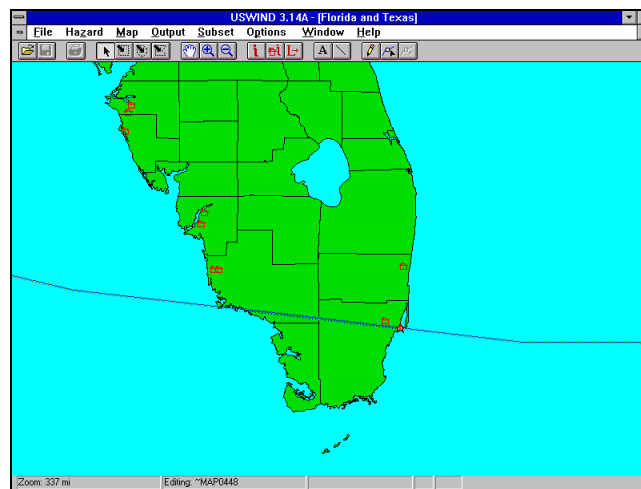 USWIND 3.14A - [Florida and Texas]
File Hazard Map Output Subset Options Window Help
A
Zoom: 337 mi Editing: ~MAP0448